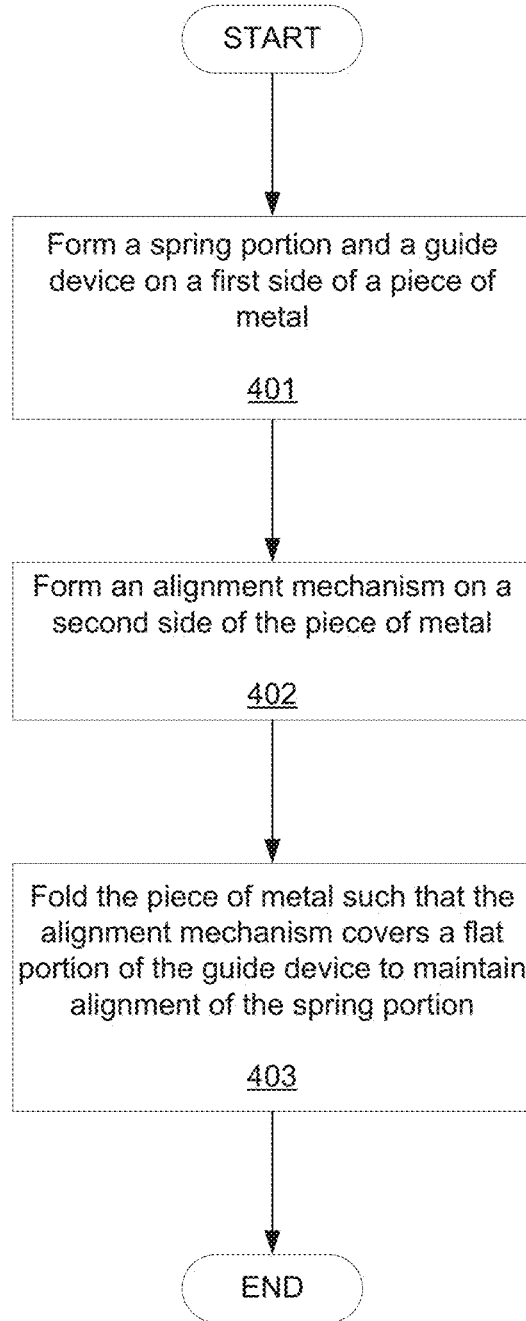 START
Form a spring portion and a guide
device on a first side of a piece of
metal
401
Form an alignment mechanism on a
second side of the piece of metal
402
Fold the piece of metal such that the
alignment mechanism covers a flat
portion of the guide device to maintain
alignment of the spring portion
403
END